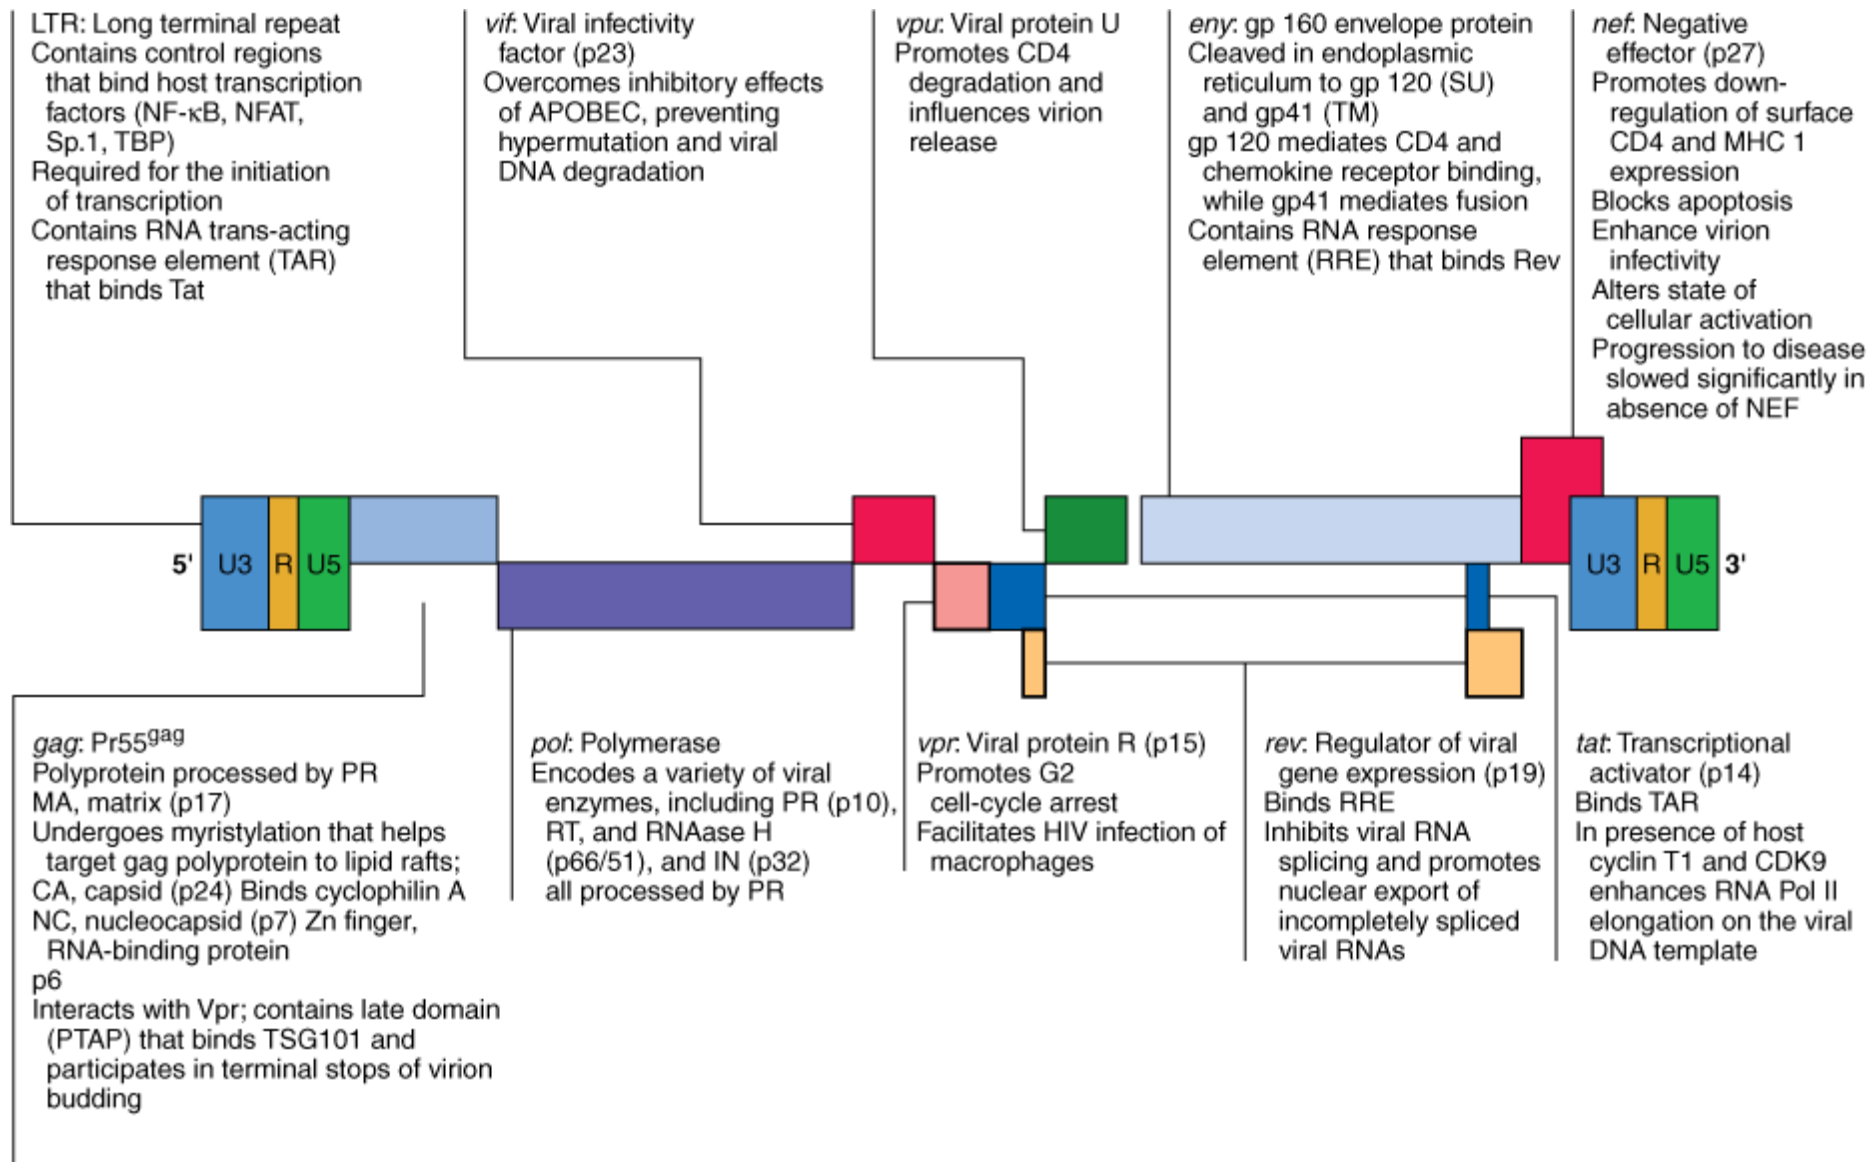 LTR: Long terminal repeat
Contains control regions
that bind host transcription
factors (NF-κB, NFAT,
Sp.1, TBP)
Required for the initiation
of transcription
Contains RNA trans-acting
response element (TAR)
that binds Tat
vif: Viral infectivity
factor (p23)
Overcomes inhibitory effects
of APOBEC, preventing
hypermutation and viral
DNA degradation
vpu: Viral protein U
Promotes CD4
degradation and
influences virion
release
eny: gp 160 envelope protein
Cleaved in endoplasmic
reticulum to gp 120 (SU)
and gp41 (TM)
gp 120 mediates CD4 and
chemokine receptor binding,
while gp41 mediates fusion
Contains RNA response
element (RRE) that binds Rev
nef: Negative
effector (p27)
Promotes down-
regulation of surface
CD4 and MHC 1
expression
Blocks apoptosis
Enhance virion
infectivity
Alters state of
cellular activation
Progression to disease
slowed significantly in
absence of NEF
5' U3 R U5 U3 R U5 3'
gag: Pr55gag
Polyprotein processed by PR
MA, matrix (p17)
Undergoes myristylation that helps
target gag polyprotein to lipid rafts;
CA, capsid (p24) Binds cyclophilin A
NC, nucleocapsid (p7) Zn finger,
RNA-binding protein
p6
Interacts with Vpr; contains late domain
(PTAP) that binds TSG101 and
participates in terminal stops of virion
budding
pol: Polymerase
Encodes a variety of viral
enzymes, including PR (p10),
RT, and RNAase H
(p66/51), and IN (p32)
all processed by PR
vpr: Viral protein R (p15)
Promotes G2
cell-cycle arrest
Facilitates HIV infection of
macrophages
rev: Regulator of viral
gene expression (p19)
Binds RRE
Inhibits viral RNA
splicing and promotes
nuclear export of
incompletely spliced
viral RNAs
tat: Transcriptional
activator (p14)
Binds TAR
In presence of host
cyclin T1 and CDK9
enhances RNA Pol II
elongation on the viral
DNA template